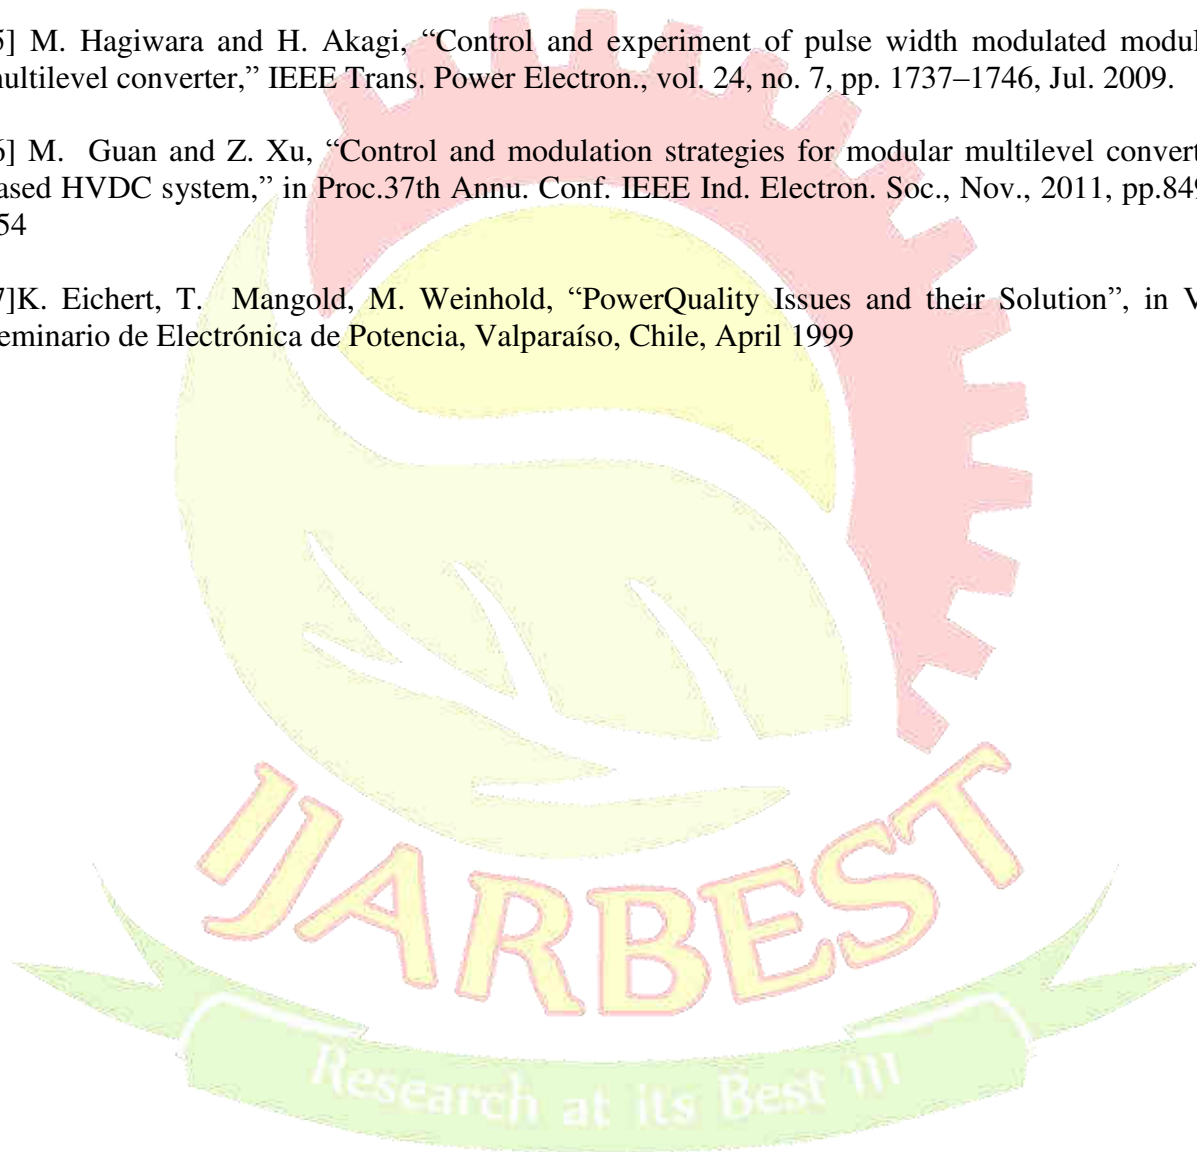 5] M. Hagiwara and H. Akagi, “Control and experiment of pulse width modulated modul
ultilevel converter,” IEEE Trans. Power Electron., vol. 24, no. 7, pp. 1737–1746, Jul. 2009.
6] M. Guan and Z. Xu, “Control and modulation strategies for modular multilevel convert
ased HVDC system,” in Proc.37th Annu. Conf. IEEE Ind. Electron. Soc., Nov., 2011, pp.849
54
7]K. Eichert, T. Mangold, M. Weinhold, “PowerQuality Issues and their Solution”, in V
eminario de Electrónica de Potencia, Valparaíso, Chile, April 1999
IJARBEST
Research at its Best !!!